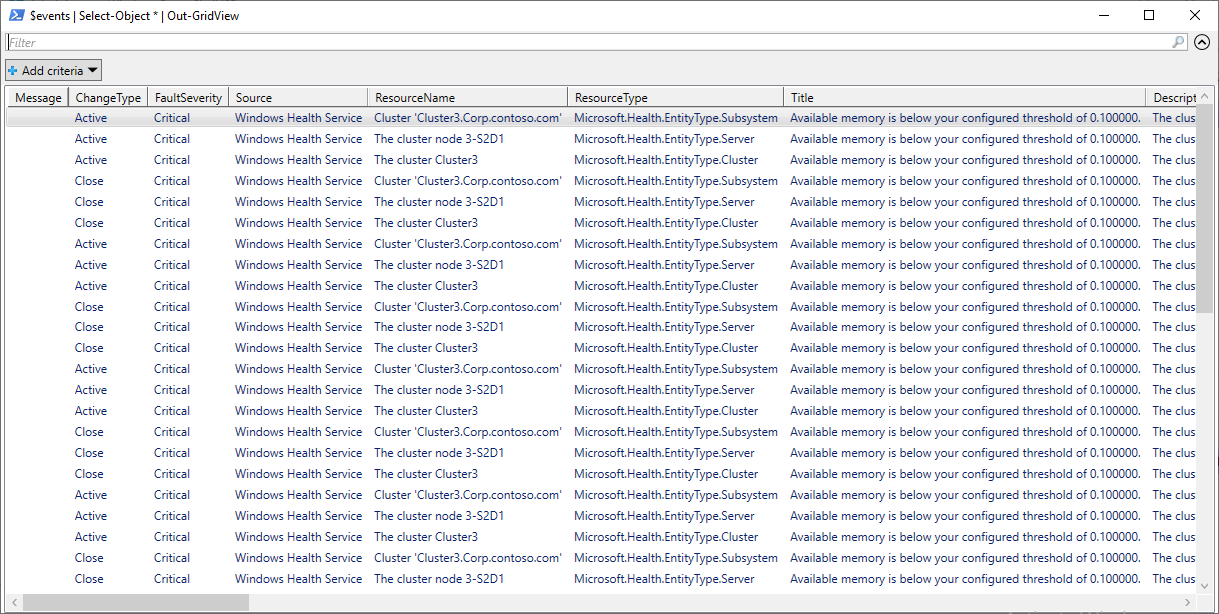 $events | Select-Object * | Out-GridView
Filter
Add criteria
Message ChangeType FaultSeverity Source ResourceName ResourceType Title Descript
Active Critical Windows Health Service Cluster 'Cluster3.Corp.contoso.com' Microsoft.Health.EntityType.Subsystem Available memory is below your configured threshold of 0.100000. The clus
Active Critical Windows Health Service The cluster node 3-S2D1 Microsoft.Health.EntityType.Server Available memory is below your configured threshold of 0.100000. The clus
Active Critical Windows Health Service The cluster Cluster3 Microsoft.Health.EntityType.Cluster Available memory is below your configured threshold of 0.100000. The clus
Close Critical Windows Health Service Cluster 'Cluster3.Corp.contoso.com' Microsoft.Health.EntityType.Subsystem Available memory is below your configured threshold of 0.100000. The clus
Close Critical Windows Health Service The cluster node 3-S2D1 Microsoft.Health.EntityType.Server Available memory is below your configured threshold of 0.100000. The clus
Close Critical Windows Health Service The cluster Cluster3 Microsoft.Health.EntityType.Cluster Available memory is below your configured threshold of 0.100000. The clus
Active Critical Windows Health Service Cluster 'Cluster3.Corp.contoso.com' Microsoft.Health.EntityType.Subsystem Available memory is below your configured threshold of 0.100000. The clus
Active Critical Windows Health Service The cluster node 3-S2D1 Microsoft.Health.EntityType.Server Available memory is below your configured threshold of 0.100000. The clus
Active Critical Windows Health Service The cluster Cluster3 Microsoft.Health.EntityType.Cluster Available memory is below your configured threshold of 0.100000. The clus
Close Critical Windows Health Service Cluster 'Cluster3.Corp.contoso.com' Microsoft.Health.EntityType.Subsystem Available memory is below your configured threshold of 0.100000. The clus
Close Critical Windows Health Service The cluster node 3-S2D1 Microsoft.Health.EntityType.Server Available memory is below your configured threshold of 0.100000. The clus
Close Critical Windows Health Service The cluster Cluster3 Microsoft.Health.EntityType.Cluster Available memory is below your configured threshold of 0.100000. The clus
Active Critical Windows Health Service Cluster 'Cluster3.Corp.contoso.com' Microsoft.Health.EntityType.Subsystem Available memory is below your configured threshold of 0.100000. The clus
Active Critical Windows Health Service The cluster node 3-S2D1 Microsoft.Health.EntityType.Server Available memory is below your configured threshold of 0.100000. The clus
Active Critical Windows Health Service The cluster Cluster3 Microsoft.Health.EntityType.Cluster Available memory is below your configured threshold of 0.100000. The clus
Close Critical Windows Health Service Cluster 'Cluster3.Corp.contoso.com' Microsoft.Health.EntityType.Subsystem Available memory is below your configured threshold of 0.100000. The clus
Close Critical Windows Health Service The cluster node 3-S2D1 Microsoft.Health.EntityType.Server Available memory is below your configured threshold of 0.100000. The clus
Close Critical Windows Health Service The cluster Cluster3 Microsoft.Health.EntityType.Cluster Available memory is below your configured threshold of 0.100000. The clus
Active Critical Windows Health Service Cluster 'Cluster3.Corp.contoso.com' Microsoft.Health.EntityType.Subsystem Available memory is below your configured threshold of 0.100000. The clus
Active Critical Windows Health Service The cluster node 3-S2D1 Microsoft.Health.EntityType.Server Available memory is below your configured threshold of 0.100000. The clus
Active Critical Windows Health Service The cluster Cluster3 Microsoft.Health.EntityType.Cluster Available memory is below your configured threshold of 0.100000. The clus
Close Critical Windows Health Service Cluster 'Cluster3.Corp.contoso.com' Microsoft.Health.EntityType.Subsystem Available memory is below your configured threshold of 0.100000. The clus
Close Critical Windows Health Service The cluster node 3-S2D1 Microsoft.Health.EntityType.Server Available memory is below your configured threshold of 0.100000. The clus